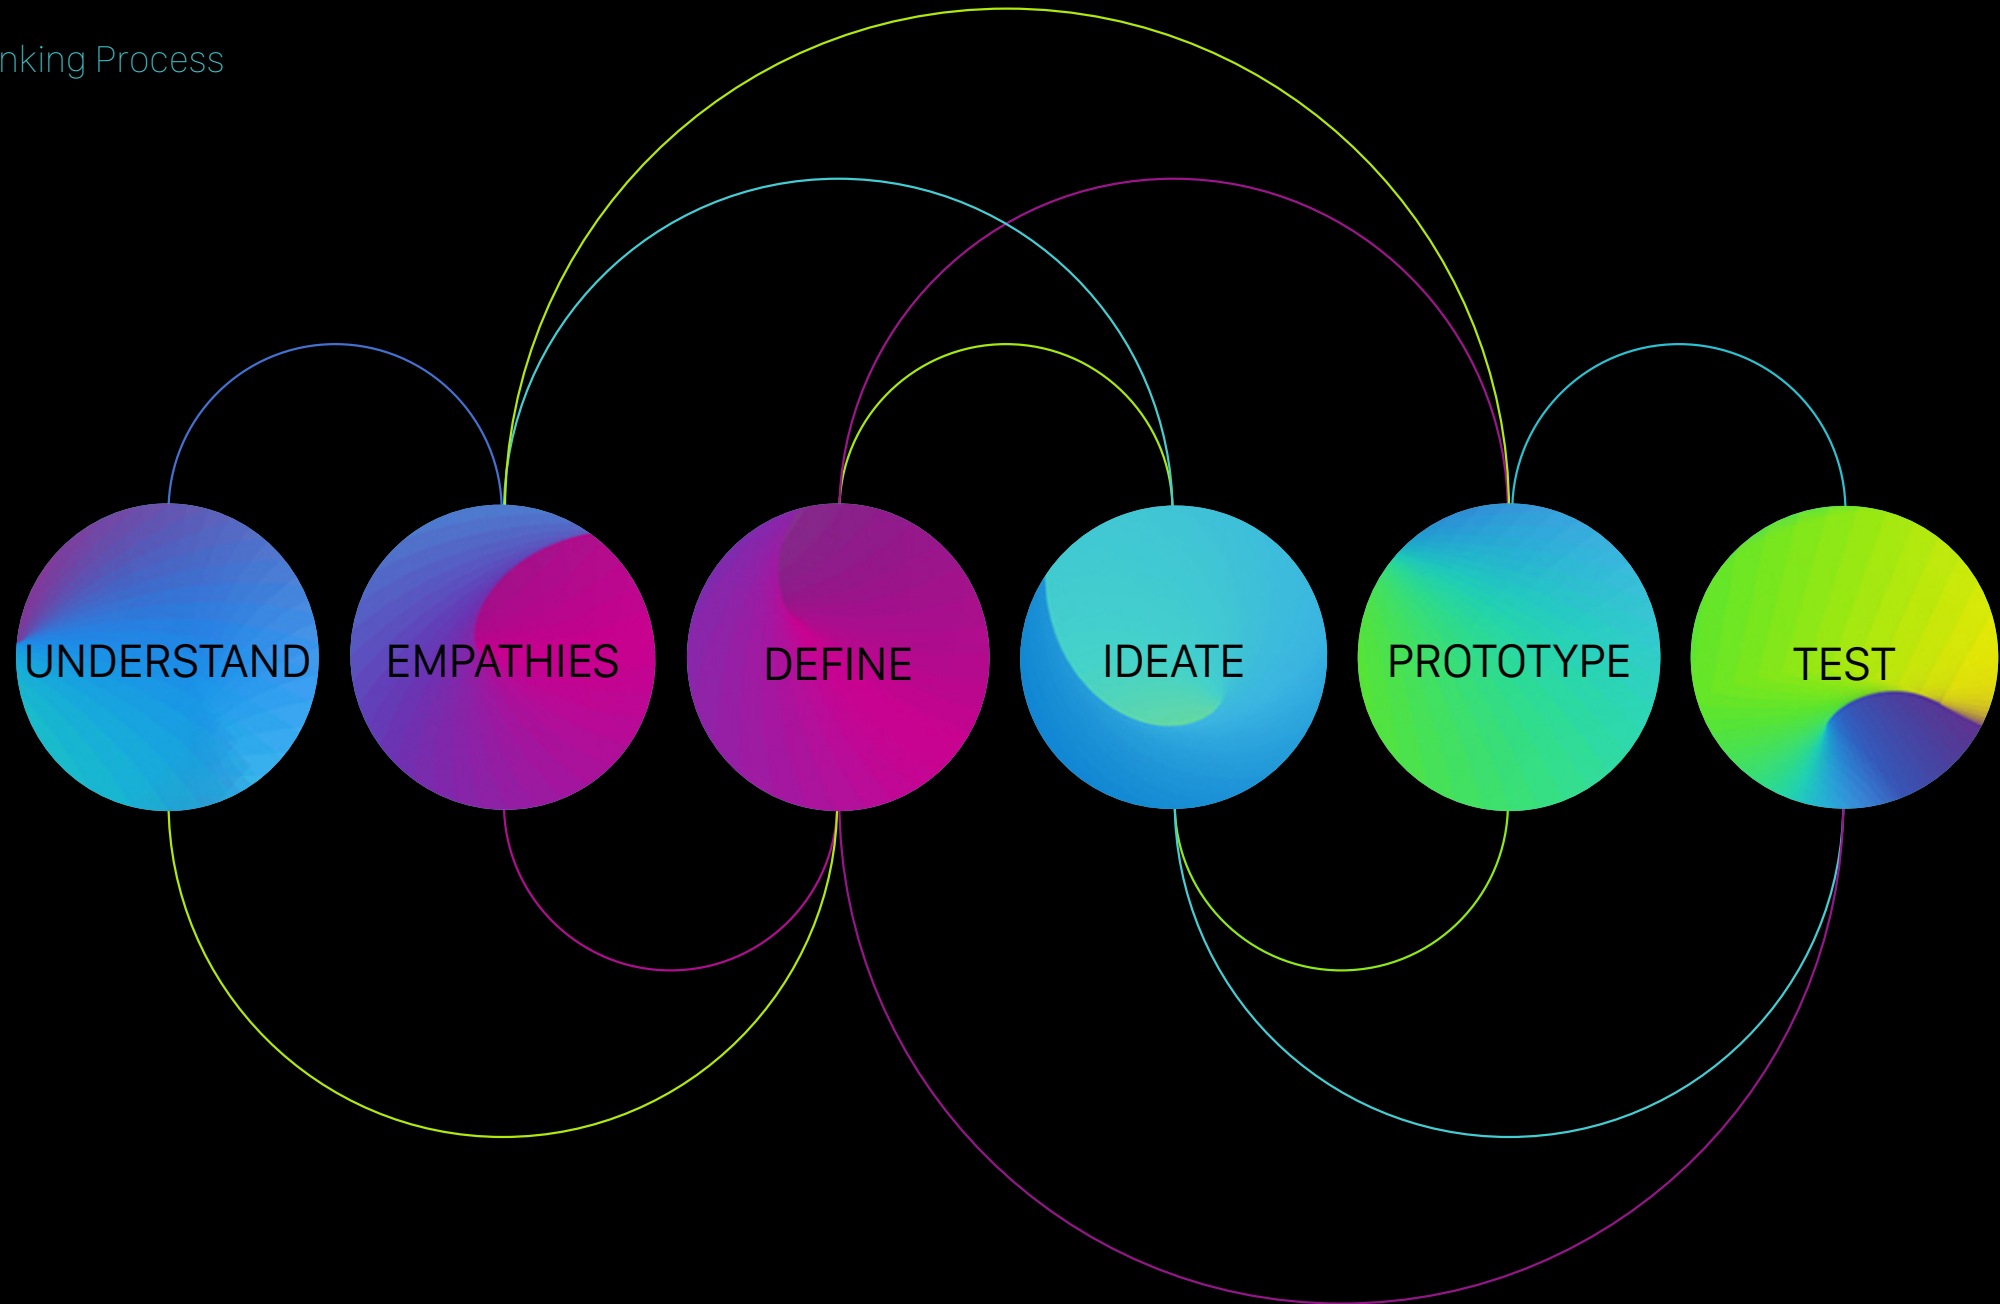 nking Process
UNDERSTAND
EMPATHIES
DEFINE
IDEATE
PROTOTYPE
TEST